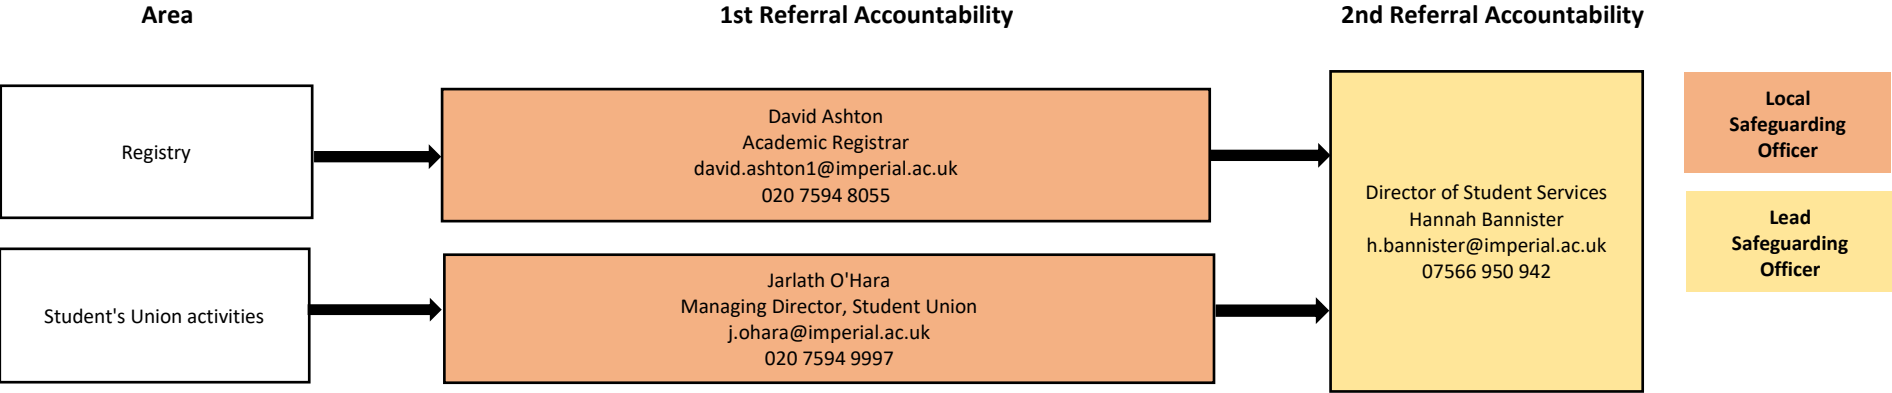 Area
1st Referral Accountability
2nd Referral Accountability
Registry
David Ashton
Academic Registrar
david.ashton1@imperial.ac.uk
020 7594 8055
Student's Union activities
Jarlath O'Hara
Managing Director, Student Union
j.ohara@imperial.ac.uk
020 7594 9997
Director of Student Services
Hannah Bannister
h.bannister@imperial.ac.uk
07566 950 942
Local
Safeguarding
Officer
Lead
Safeguarding
Officer